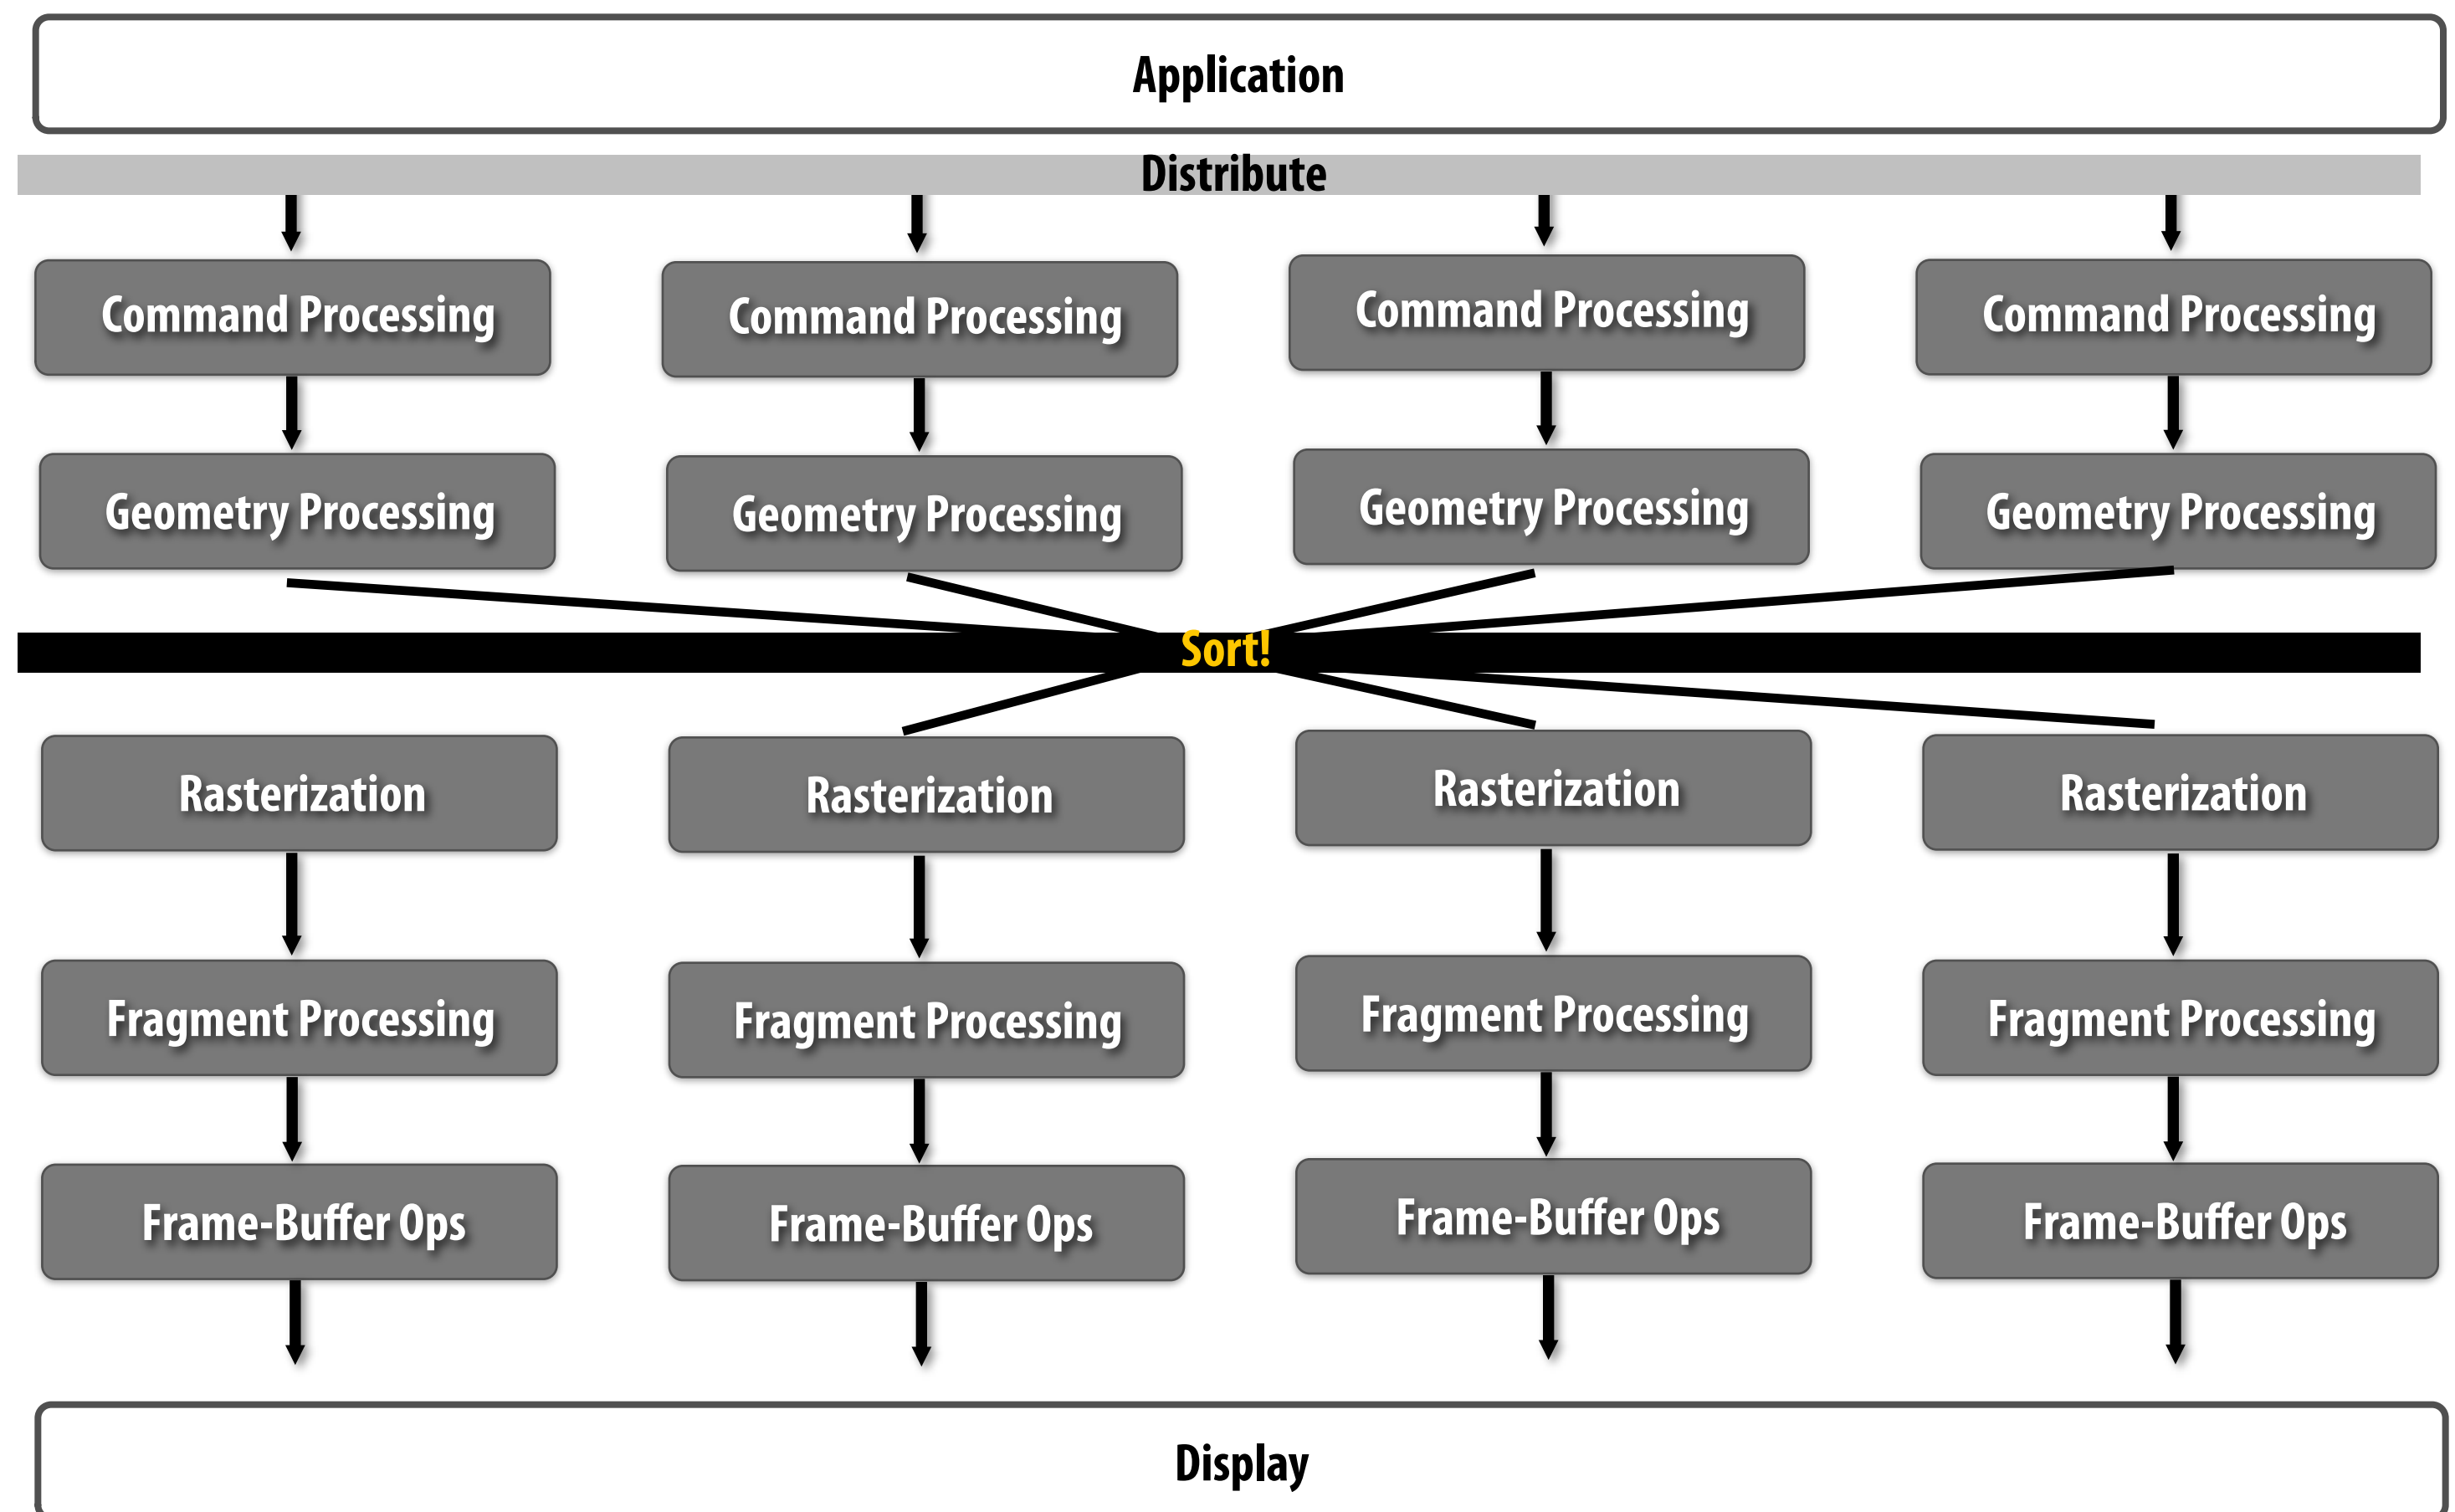 Application
Distribute
Command Processing
Command Processing
Command Processing
Command Processing
Geometry Processing
Geometry Processing
Geometry Processing
Geometry Processing
Sort!
Rasterization
Rasterization
Rasterization
Rasterization
Fragment Processing
Fragment Processing
Fragment Processing
Fragment Processing
Frame-Buffer Ops
Frame-Buffer Ops
Frame-Buffer Ops
Frame-Buffer Ops
Display